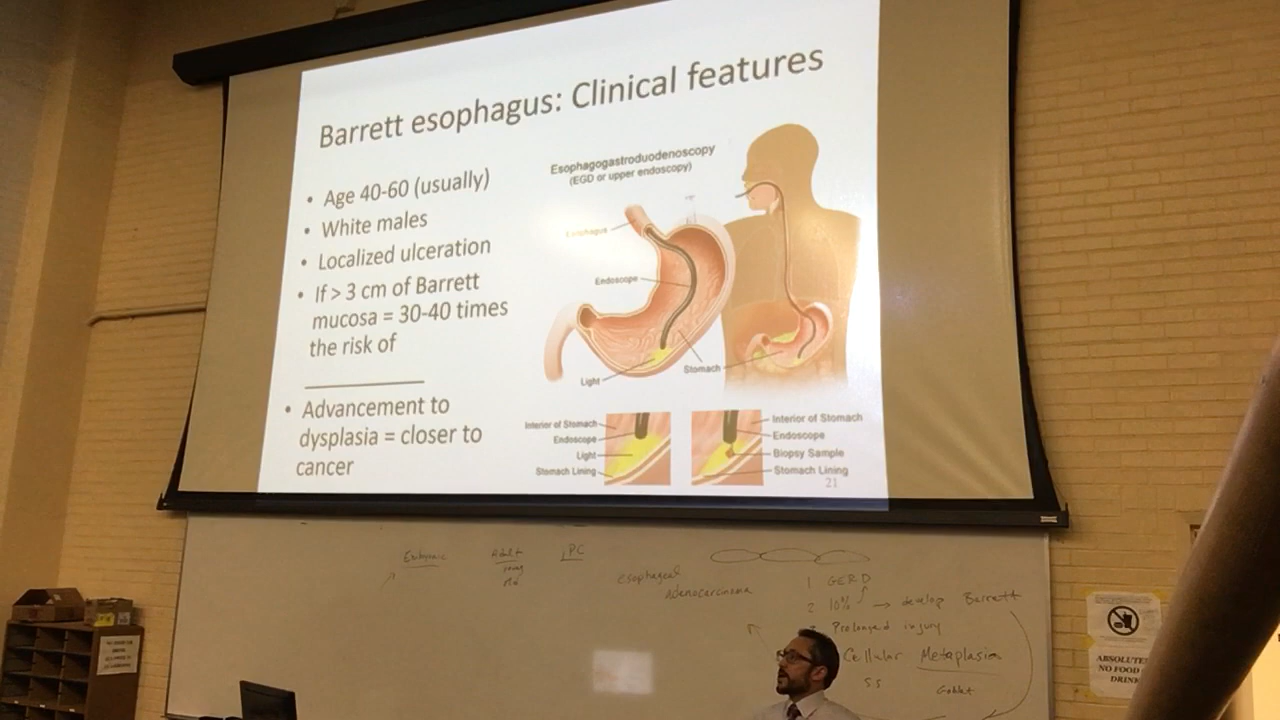 Barrett esophagus: Clinical features
• Age 40-60 (usually)
• White males
• Localized ulceration
• If > 3 cm of Barrett
mucosa = 30-40 times
the risk of
• Advancement to
dysplasia = closer to
cancer
Esophagogastroduodenoscopy
(EGD or upper endoscopy)
Esophagus
Endoscope
Light
Stomach
Interior of Stomach
Endoscope
Light
Stomach Lining
Interior of Stomach
Endoscope
Biopsy Sample
Stomach Lining
21
Embryonic
Adult
iPC
esophageal
adenocarcinoma
1 GERD
2 10% → develop Barrett
Prolonged injury
Cellular Metaplasia
S.S
Goblet
ABSOLUTE
NO FOOD
DRINK